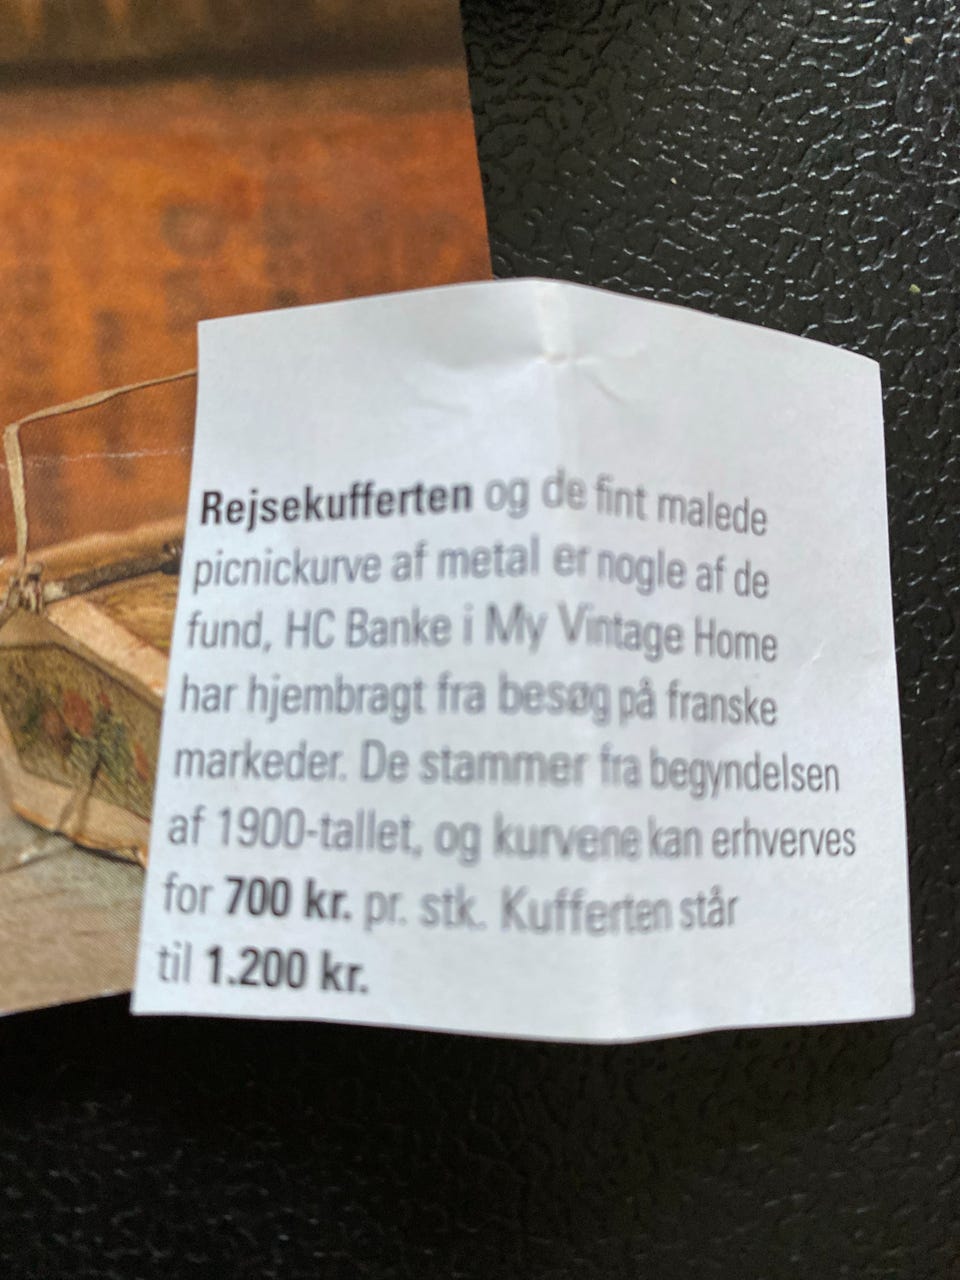 Rejsekufferten og de fint malede
picnickurve af metal er nogle af de
fund, HC Banke i My Vintage Home
har hjembragt fra besøg på franske
markeder. De stammer fra begyndelsen
af 1900-tallet, og kurvene kan erhverves
for 700 kr. pr. stk. Kufferten står
til 1.200 kr.